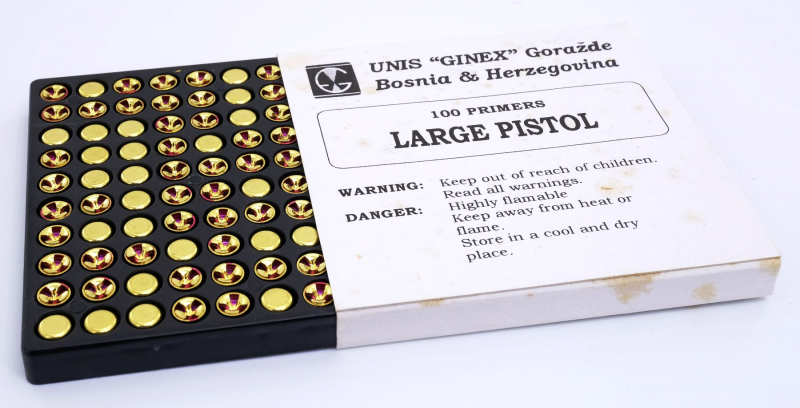 UNIS "GINEX" Goražde
Bosnia & Herzegovina
100 PRIMERS
LARGE PISTOL
WARNING: Keep out of reach of children.
Read all warnings.
Highly flamable
DANGER: Keep away from heat or
flame.
Store in a cool and dry
place.